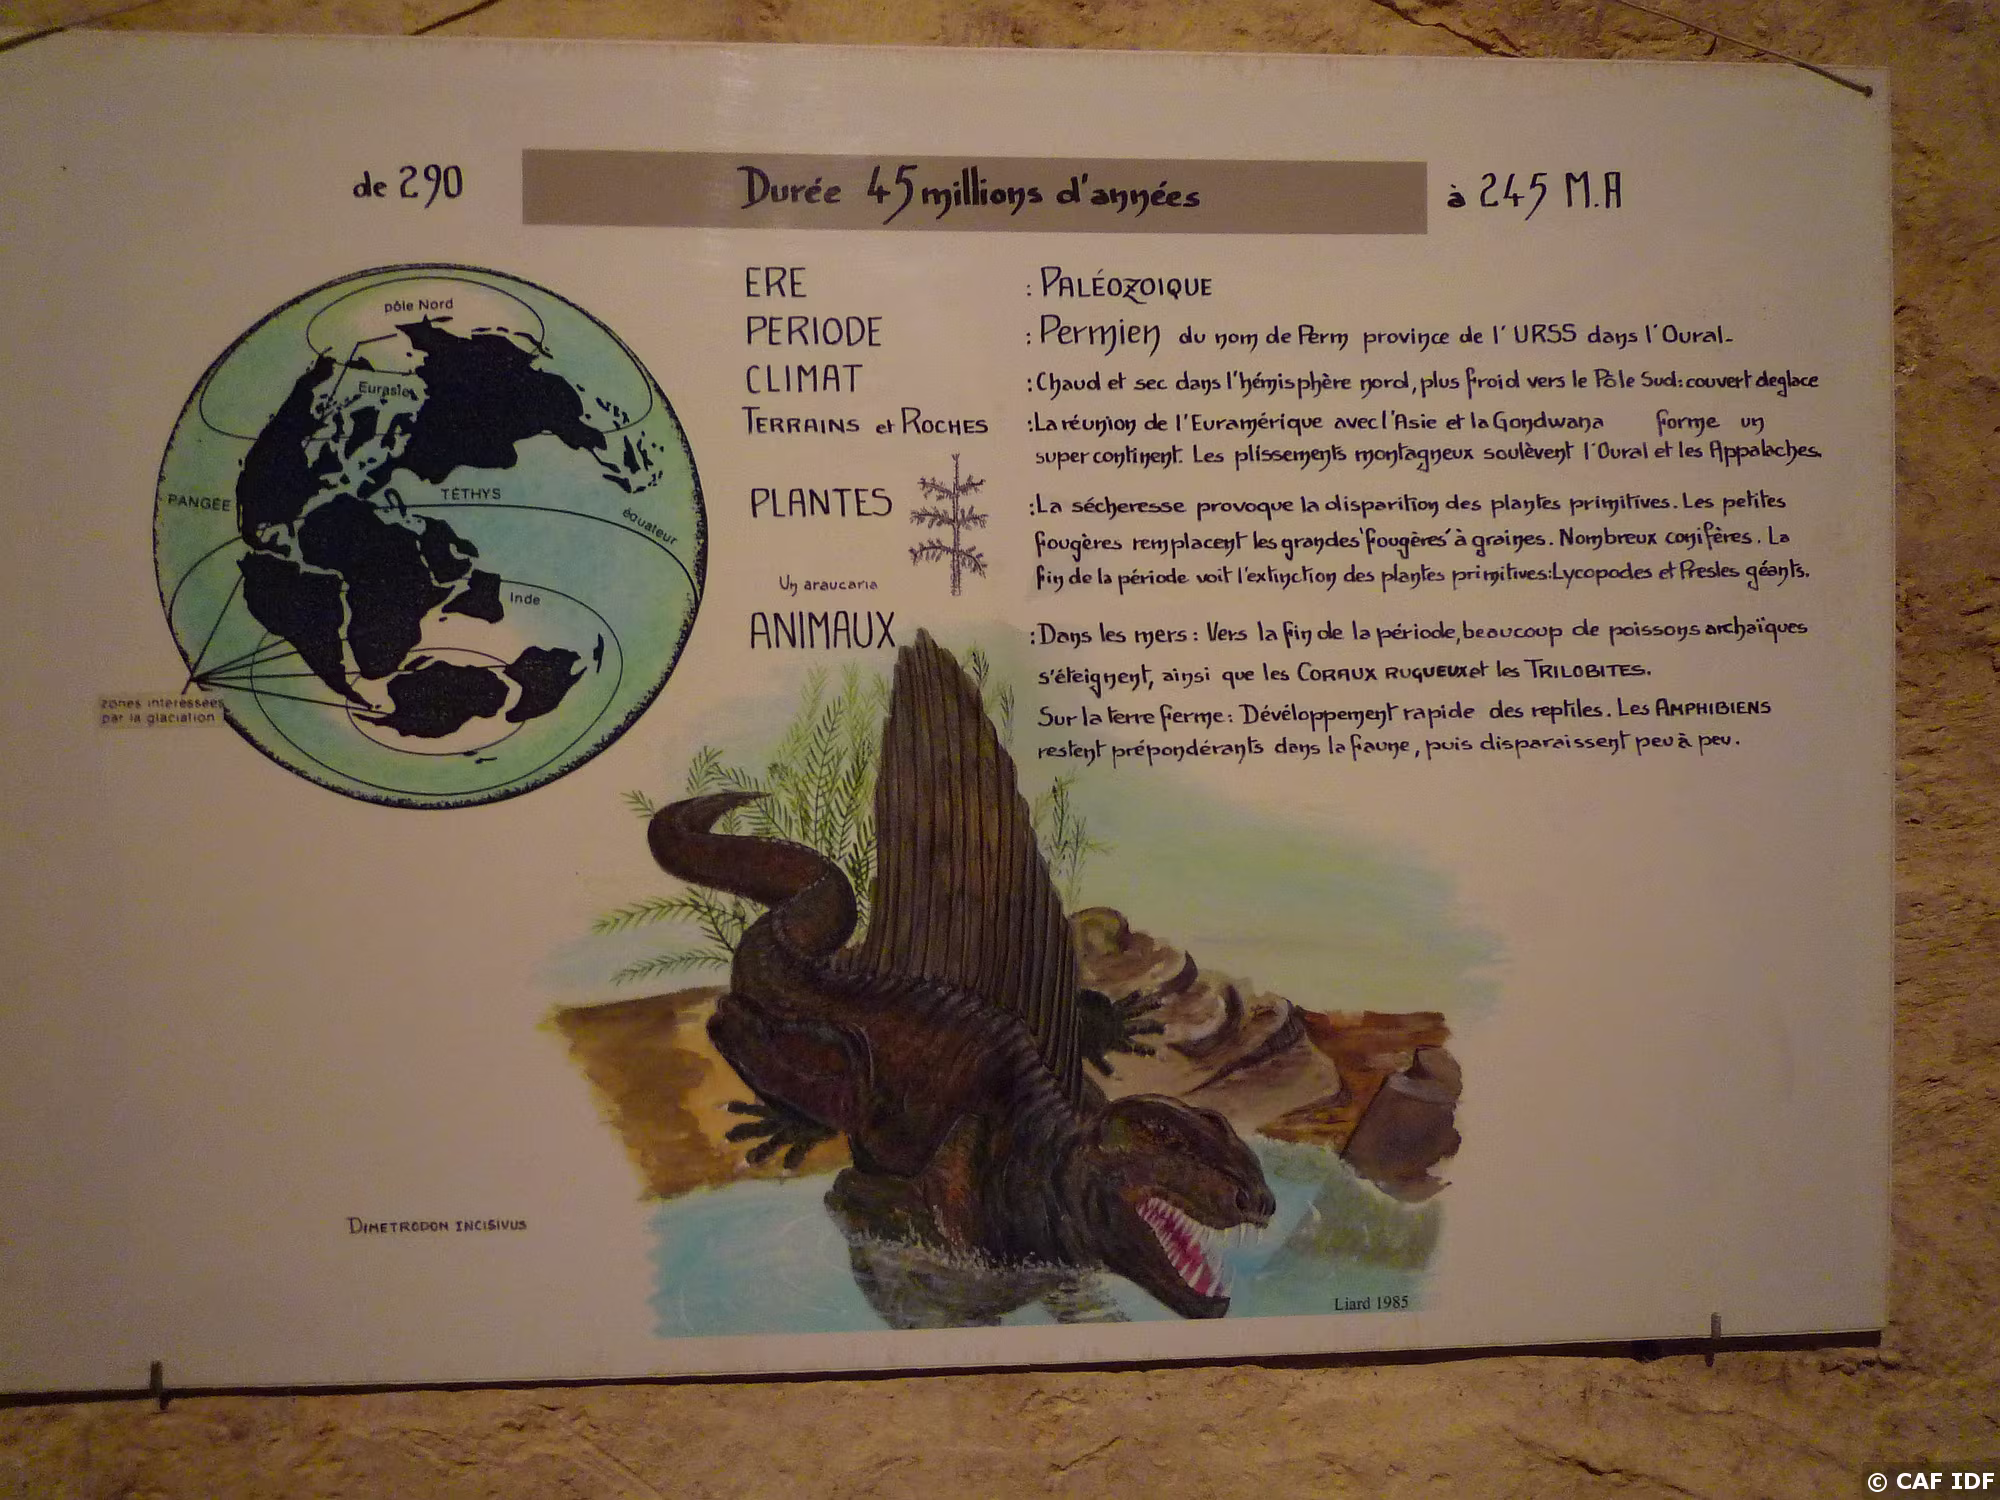 de 290 Durée 45 millions d'années à 245 M.A
pôle Nord
Eurasie
PANGÉE
TÉTHYS
équateur
Inde
zones intéressées
par la glaciation
ERE : PALÉOZOIQUE
PERIODE : Permien du nom de Perm province de l'URSS dans l'Oural-
CLIMAT : Chaud et sec dans l'hémisphère nord, plus froid vers le Pôle Sud: couvert de glace
TERRAINS et ROCHES : La réunion de l'Euramérique avec l'Asie et la Gondwana forme un
super continent. Les plissements montagneux soulèvent l'Oural et les Appalaches.
PLANTES : La sécheresse provoque la disparition des plantes primitives. Les petites
fougères remplacent les grandes 'fougères' à graines. Nombreux conifères. La
fin de la période voit l'extinction des plantes primitives: Lycopodes et Presles géants.
Un araucaria
ANIMAUX : Dans les mers : Vers la fin de la période, beaucoup de poissons archaïques
s'éteignent, ainsi que les CORAUX RUGUEUX et les TRILOBITES.
Sur la terre ferme : Dévéloppement rapide des reptiles. Les AMPHIBIENS
restent prépondérants dans la faune, puis disparaissent peu à peu.
DIMETRODON INCISIVUS
Liard 1985
© CAF IDF